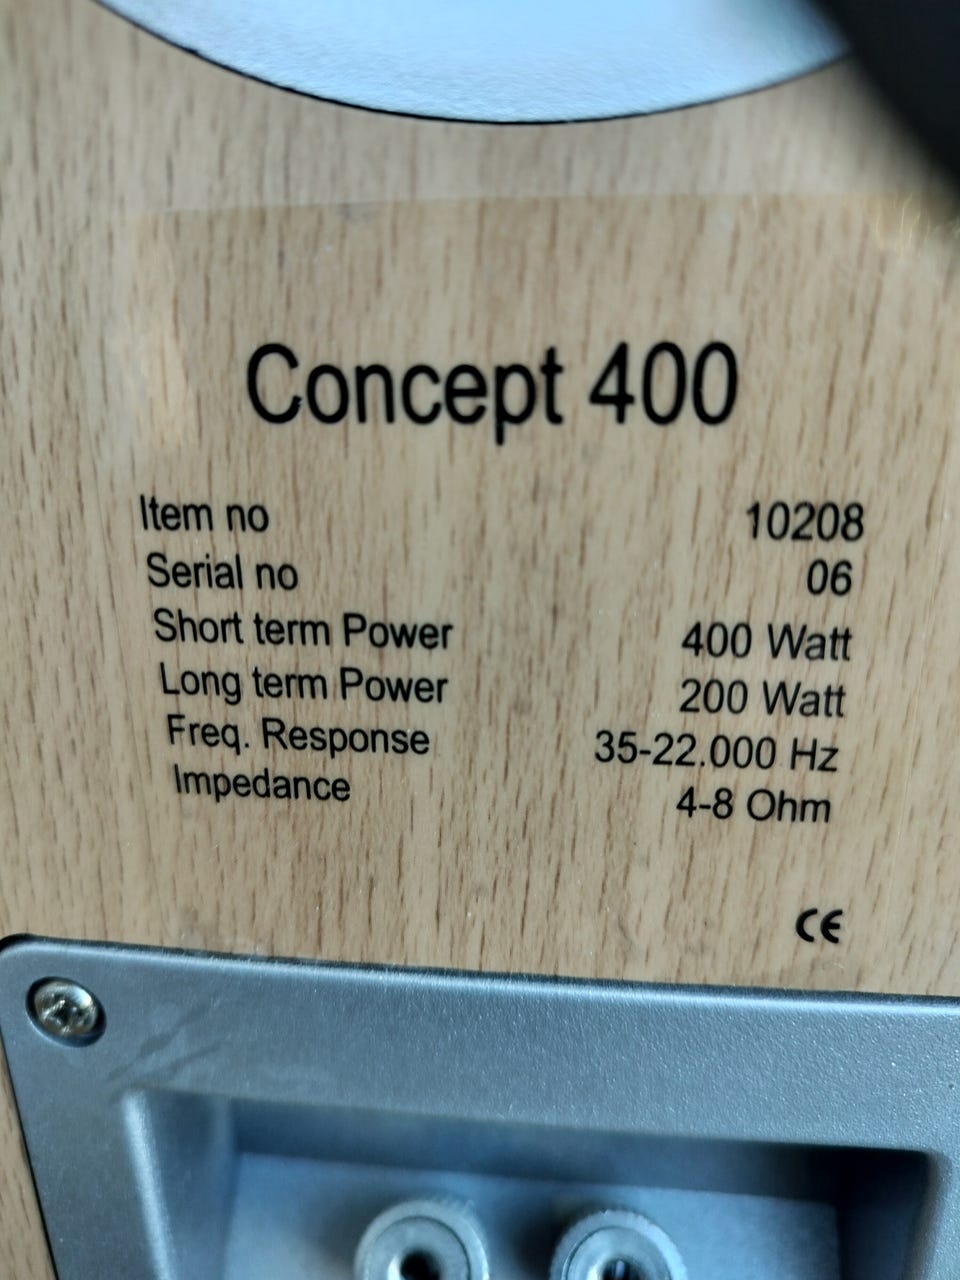 Concept 400
Item no 10208
Serial no 06
Short term Power 400 Watt
Long term Power 200 Watt
Freq. Response 35-22.000 Hz
Impedance 4-8 Ohm
CE